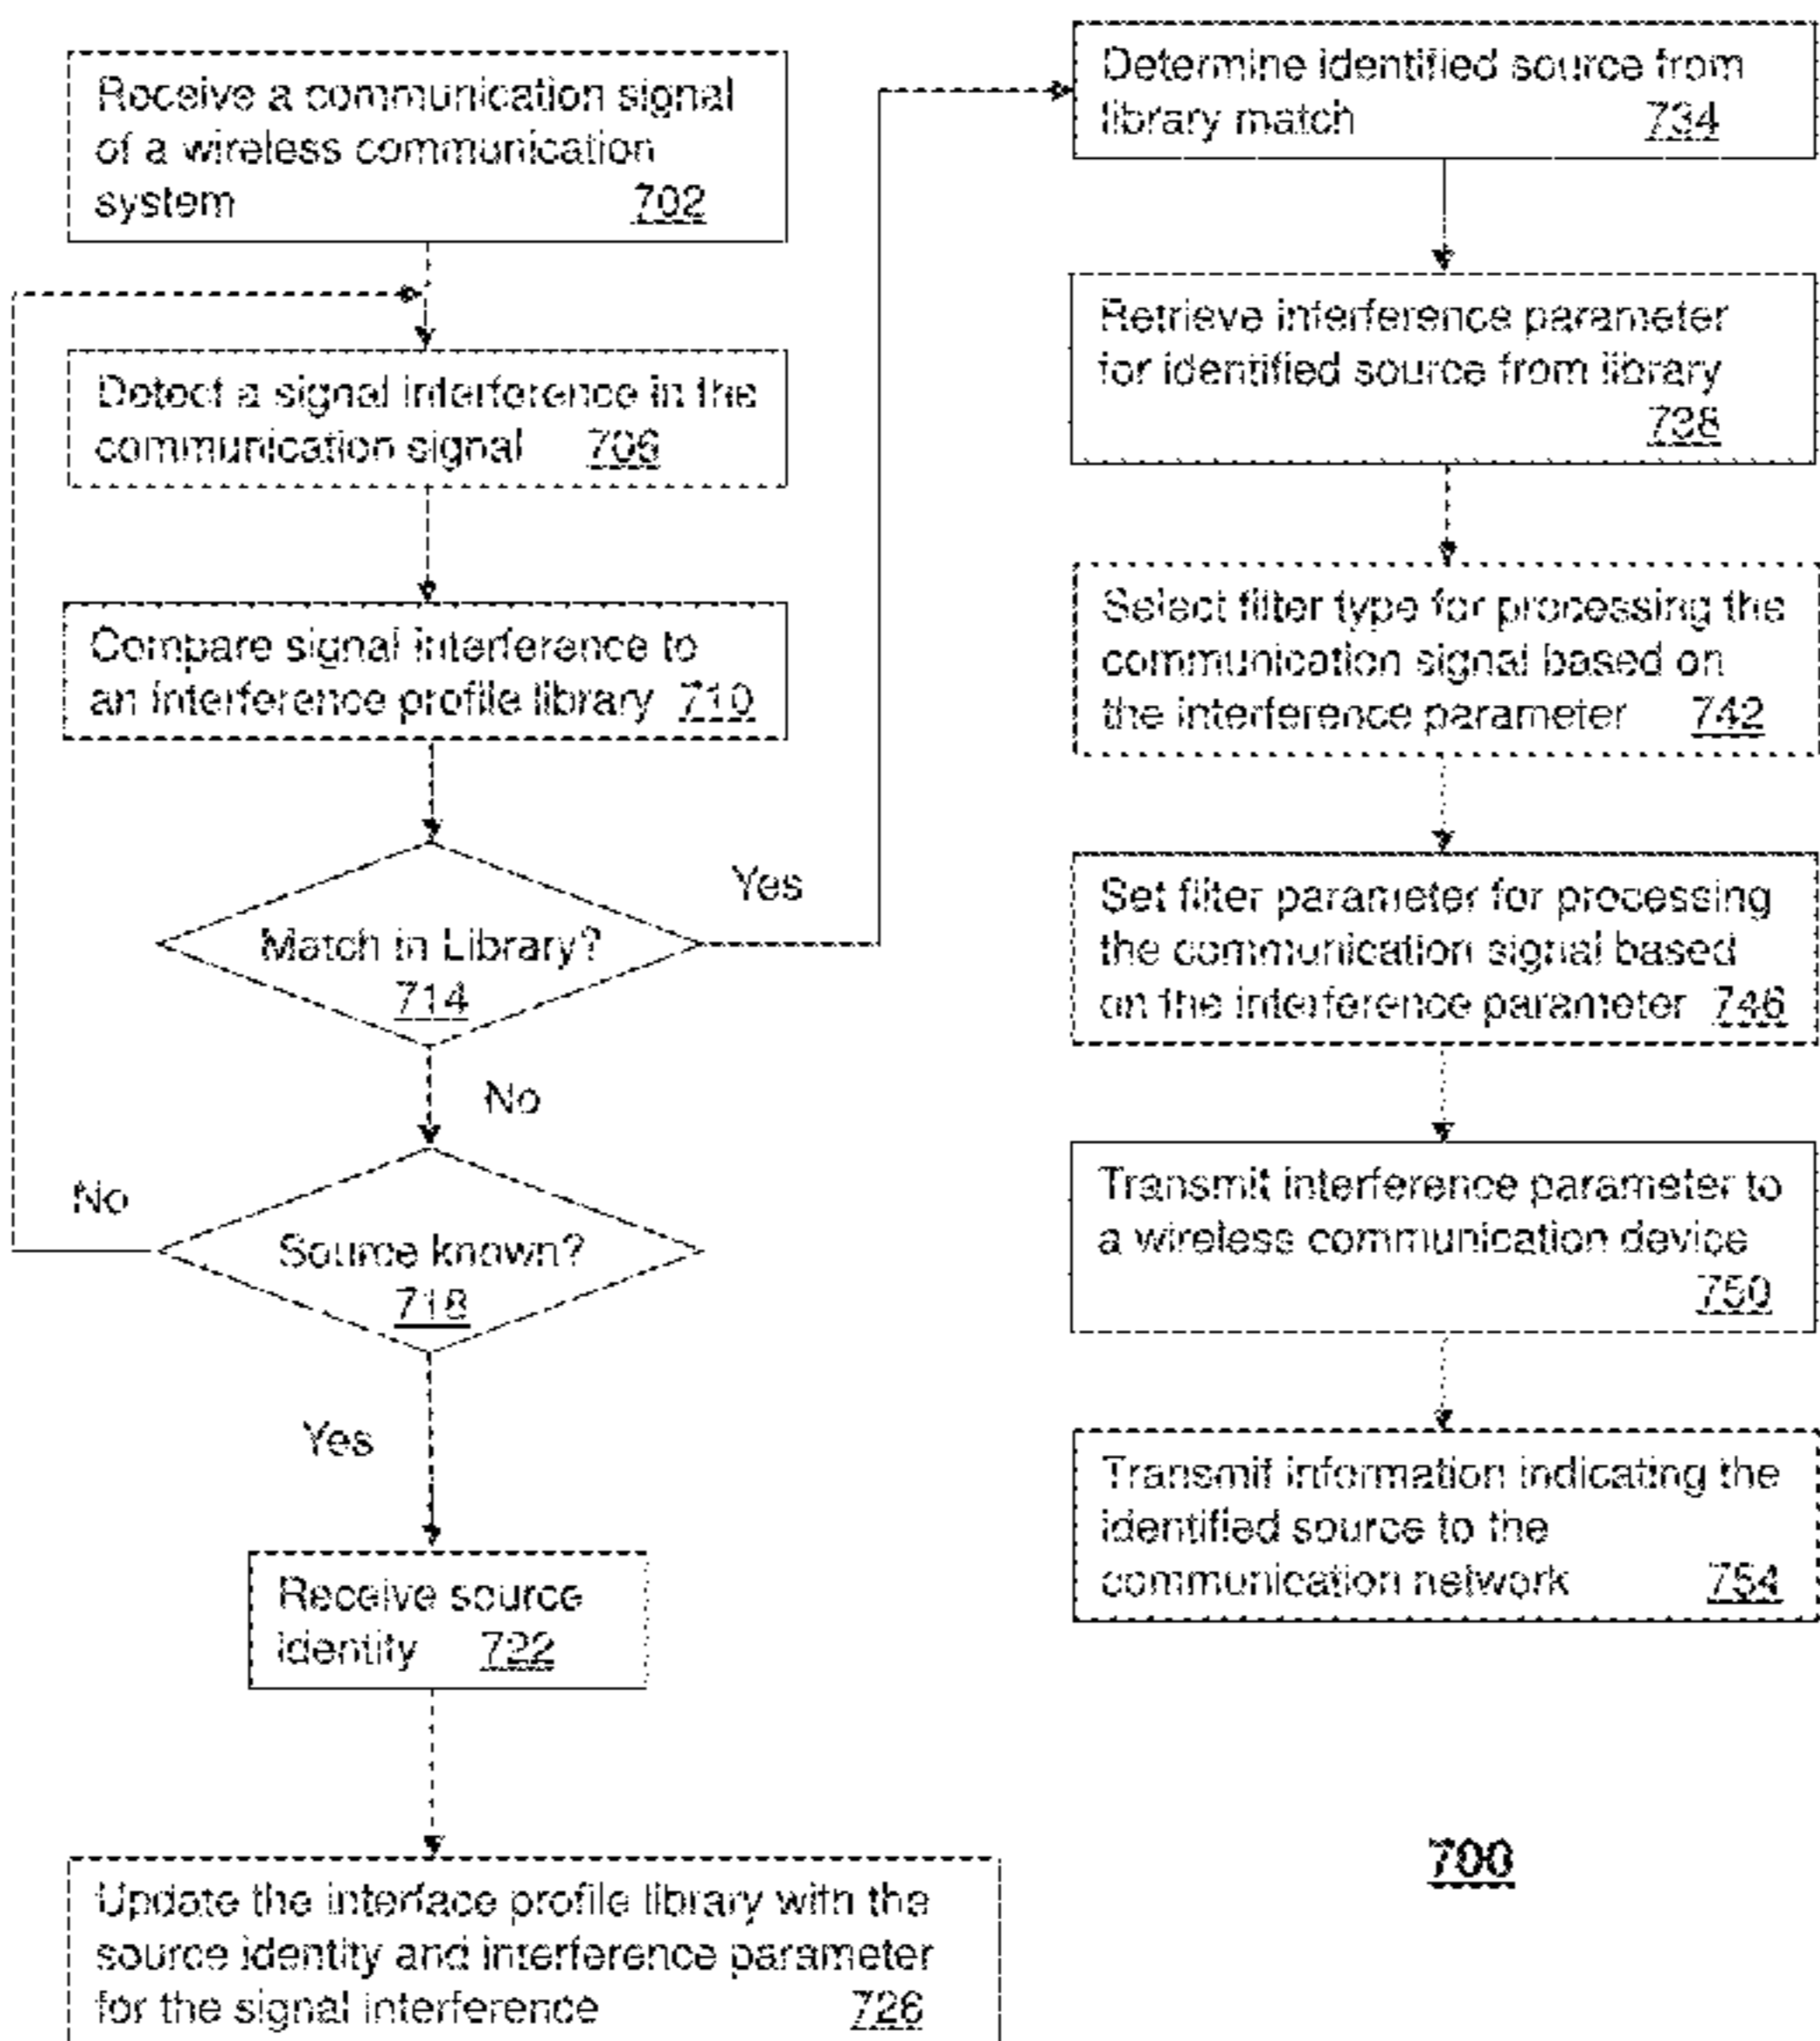 Receive a communication signal
of a wireless communication
system 702
Detect a signal interference in the
communication signal 706
Compare signal interference to
an interference profile library 710
Yes
Match in Library?
714
No
No
Source known?
718
Yes
Receive source
identity 722
Update the interface profile library with the
source identity and interference parameter
for the signal interference 726
Determine identified source from
library match 734
Retrieve interference parameter
for identified source from library
738
Select filter type for processing the
communication signal based on
the interference parameter 742
Set filter parameter for processing
the communication signal based
on the interference parameter 746
Transmit interference parameter to
a wireless communication device
750
Transmit information indicating the
identified source to the
communication network 754
700